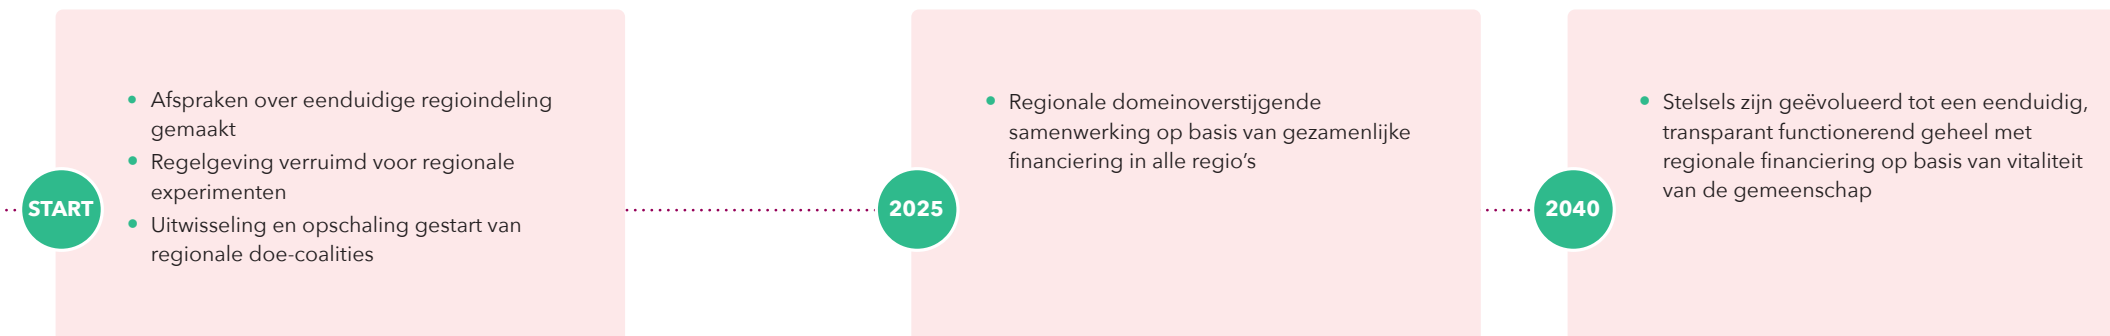 START
• Afspraken over eenduidige regioindeling
gemaakt
• Regelgeving verruimd voor regionale
experimenten
• Uitwisseling en opschaling gestart van
regionale doe-coalities
2025
• Regionale domeinoverstijgende
samenwerking op basis van gezamenlijke
financiering in alle regio's
2040
• Stelsels zijn geëvolueerd tot een eenduidig,
transparant functionerend geheel met
regionale financiering op basis van vitaliteit
van de gemeenschap